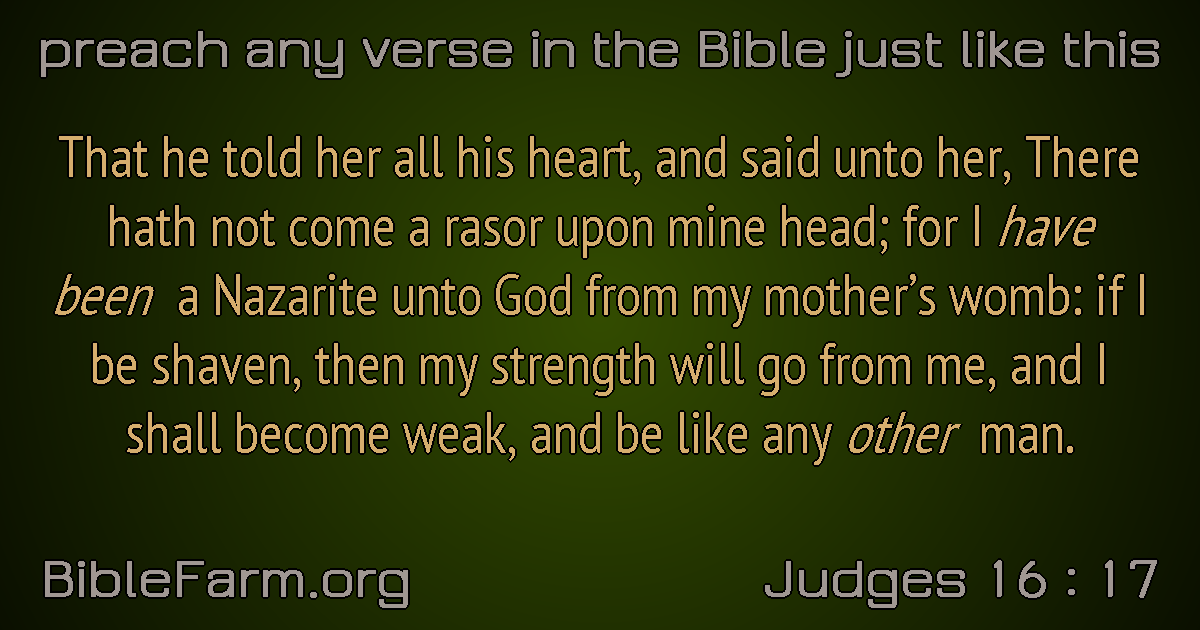 preach any verse in the Bible just like this
That he told her all his heart, and said unto her, There
hath not come a rasor upon mine head; for I have
been a Nazarite unto God from my mother’s womb: if I
be shaven, then my strength will go from me, and I
shall become weak, and be like any other man.
BibleFarm.org
Judges 16 : 17